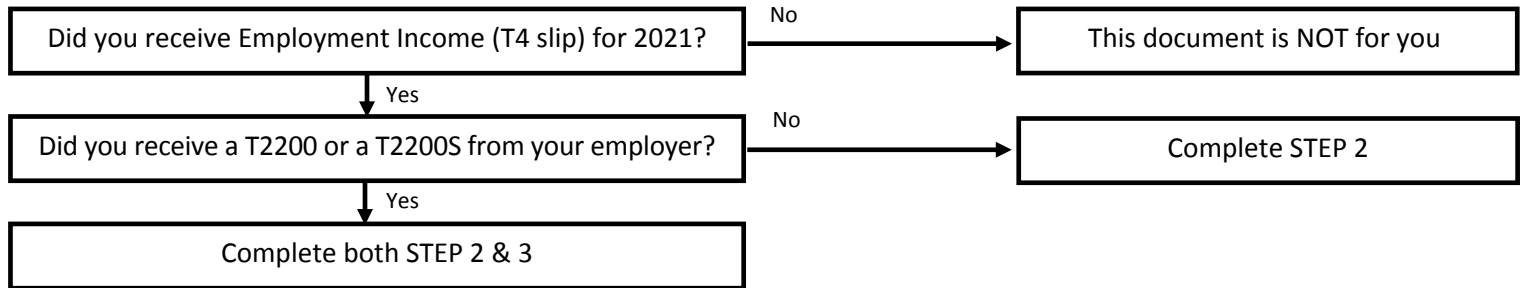 Did you receive Employment Income (T4 slip) for 2021?
No
This document is NOT for you
Yes
Did you receive a T2200 or a T2200S from your employer?
No
Complete STEP 2
Yes
Complete both STEP 2 & 3